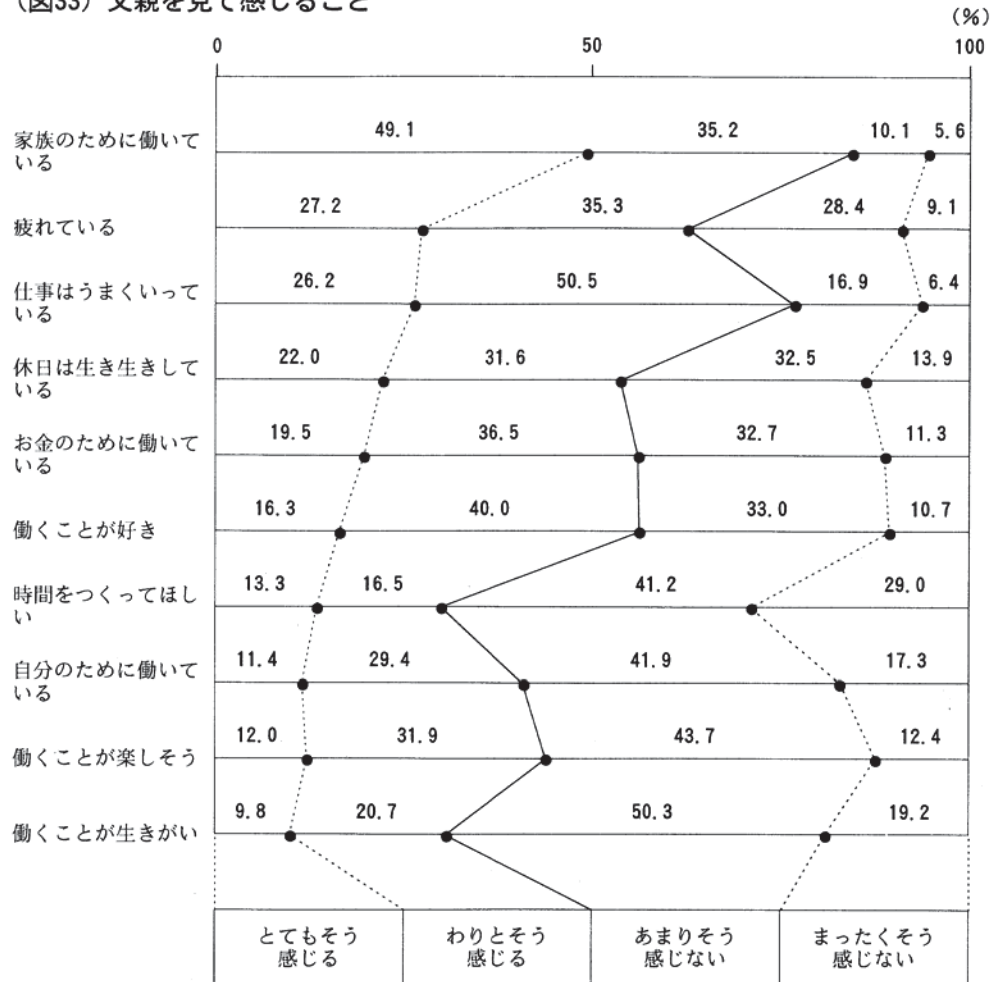 (図33) 父親を見て感じること
(%)
0 50 100
49.1 35.2 10.1 5.6
家族のために働いて
いる
27.2 35.3 28.4 9.1
疲れている
26.2 50.5 16.9 6.4
仕事はうまくいって
いる
22.0 31.6 32.5 13.9
休日は生き生きして
いる
19.5 36.5 32.7 11.3
お金のために働いて
いる
16.3 40.0 33.0 10.7
働くことが好き
13.3 16.5 41.2 29.0
時間をつくってほし
い
11.4 29.4 41.9 17.3
自分のために働いて
いる
12.0 31.9 43.7 12.4
働くことが楽しそう
9.8 20.7 50.3 19.2
働くことが生きがい
とてもそう
感じる
わりとそう
感じる
あまりそう
感じない
まったくそう
感じない